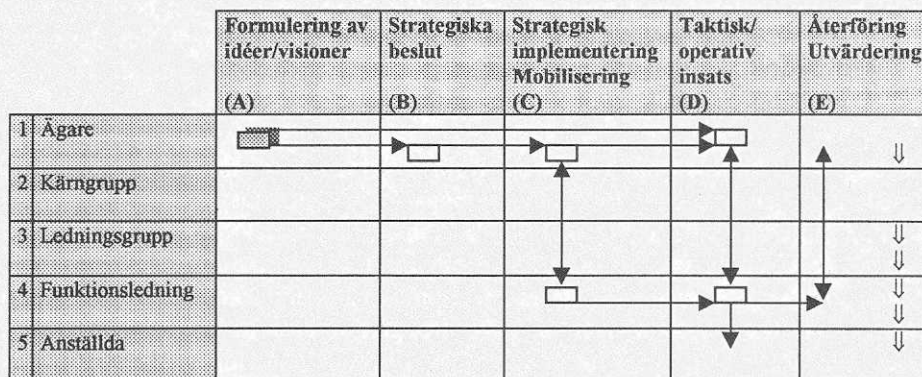 Formulering av
idéer/visioner
(A)
Strategiska
beslut
(B)
Strategisk
implementering
Mobilisering
(C)
Taktisk/
operativ
insats
(D)
Återföring
Utvärdering
(E)
1 Ägare
2 Kärngrupp
3 Ledningsgrupp
4 Funktionsledning
5 Anställda